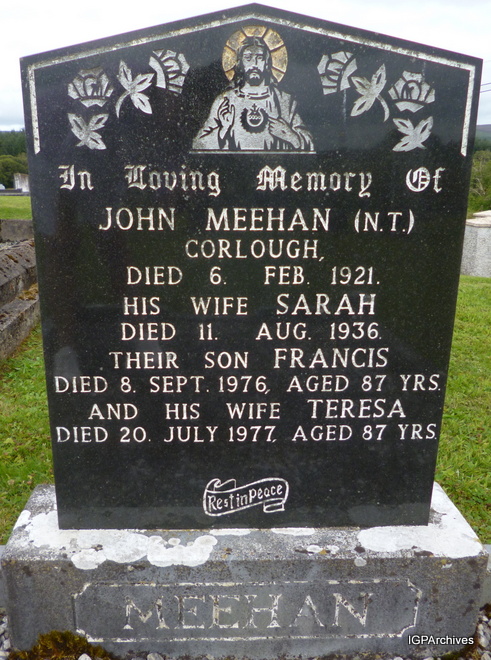 In Loving Memory Of
JOHN MEEHAN (N.T.)
CORLOUGH,
DIED 6. FEB. 1921.
HIS WIFE SARAH
DIED 11. AUG. 1936.
THEIR SON FRANCIS
DIED 8. SEPT. 1976, AGED 87 YRS.
AND HIS WIFE TERESA
DIED 20. JULY 1977, AGED 87 YRS.
Rest in Peace
MEEHAN
IGPArchives